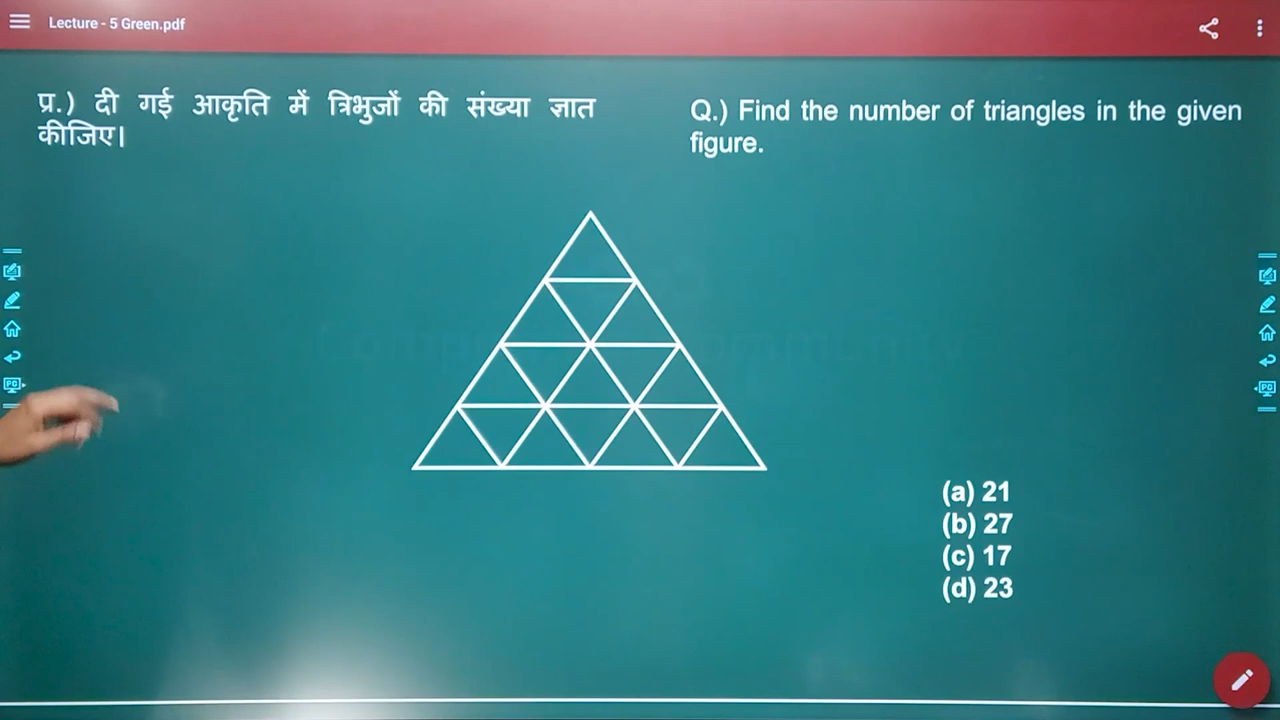 Lecture - 5 Green.pdf
प्र.) दी गई आकृति में त्रिभुजों की संख्या ज्ञात
कीजिए।
Q.) Find the number of triangles in the given
figure.
(a) 21
(b) 27
(c) 17
(d) 23